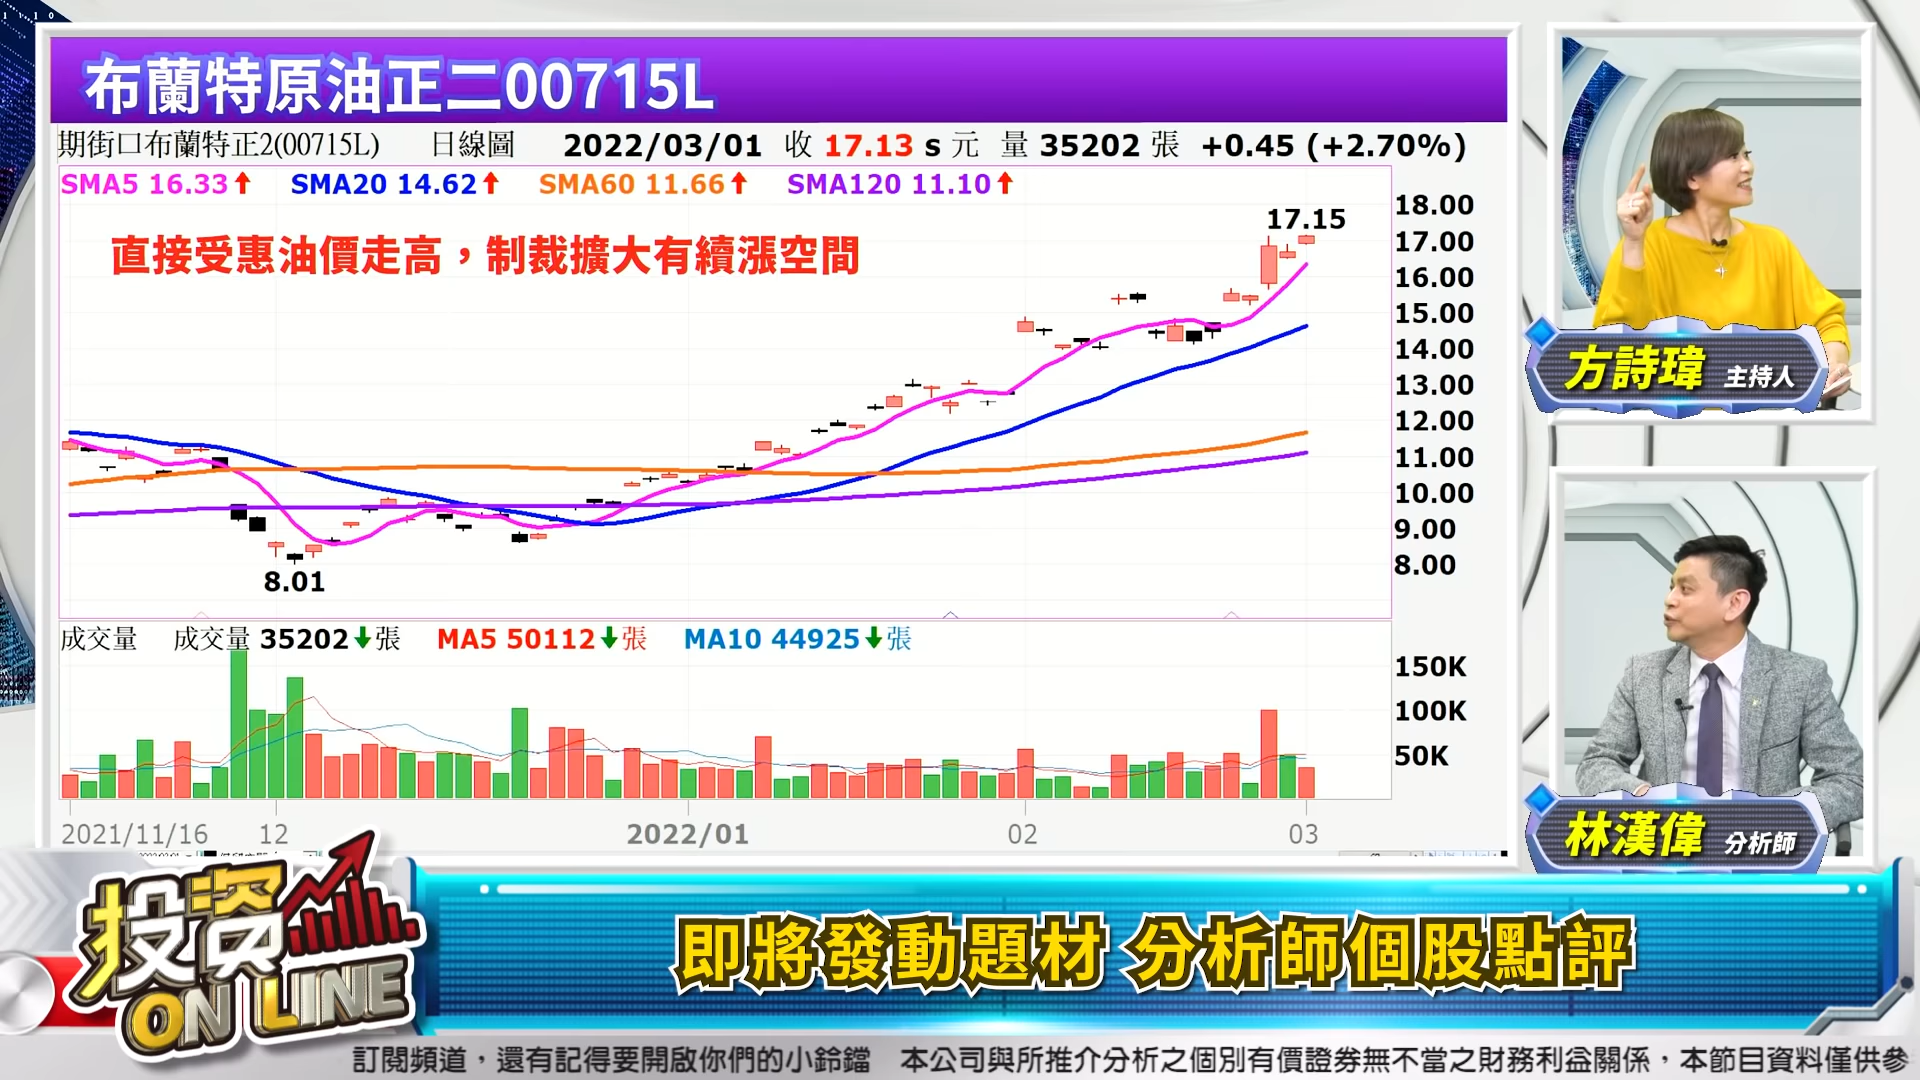 布蘭特原油正二00715L
期街口布蘭特正2(00715L) 日線圖 2022/03/01 收 17.13 s 元 量 35202 張 +0.45 (+2.70%)
SMA5 16.33↑ SMA20 14.62↑ SMA60 11.66↑ SMA120 11.10↑
直接受惠油價走高，制裁擴大有續漲空間
17.15
8.01
18.00
17.00
16.00
15.00
14.00
13.00
12.00
11.00
10.00
9.00
8.00
成交量 成交量 35202↓張 MA5 50112↓張 MA10 44925↓張
150K
100K
50K
2021/11/16 12 2022/01 02 03
方詩瑋 主持人
林漢偉 分析師
投資
ON LINE
即將發動題材 分析師個股點評
訂閱頻道，還有記得要開啟你們的小鈴鐺 本公司與所推介分析之個別有價證券無不當之財務利益關係，本節目資料僅供參